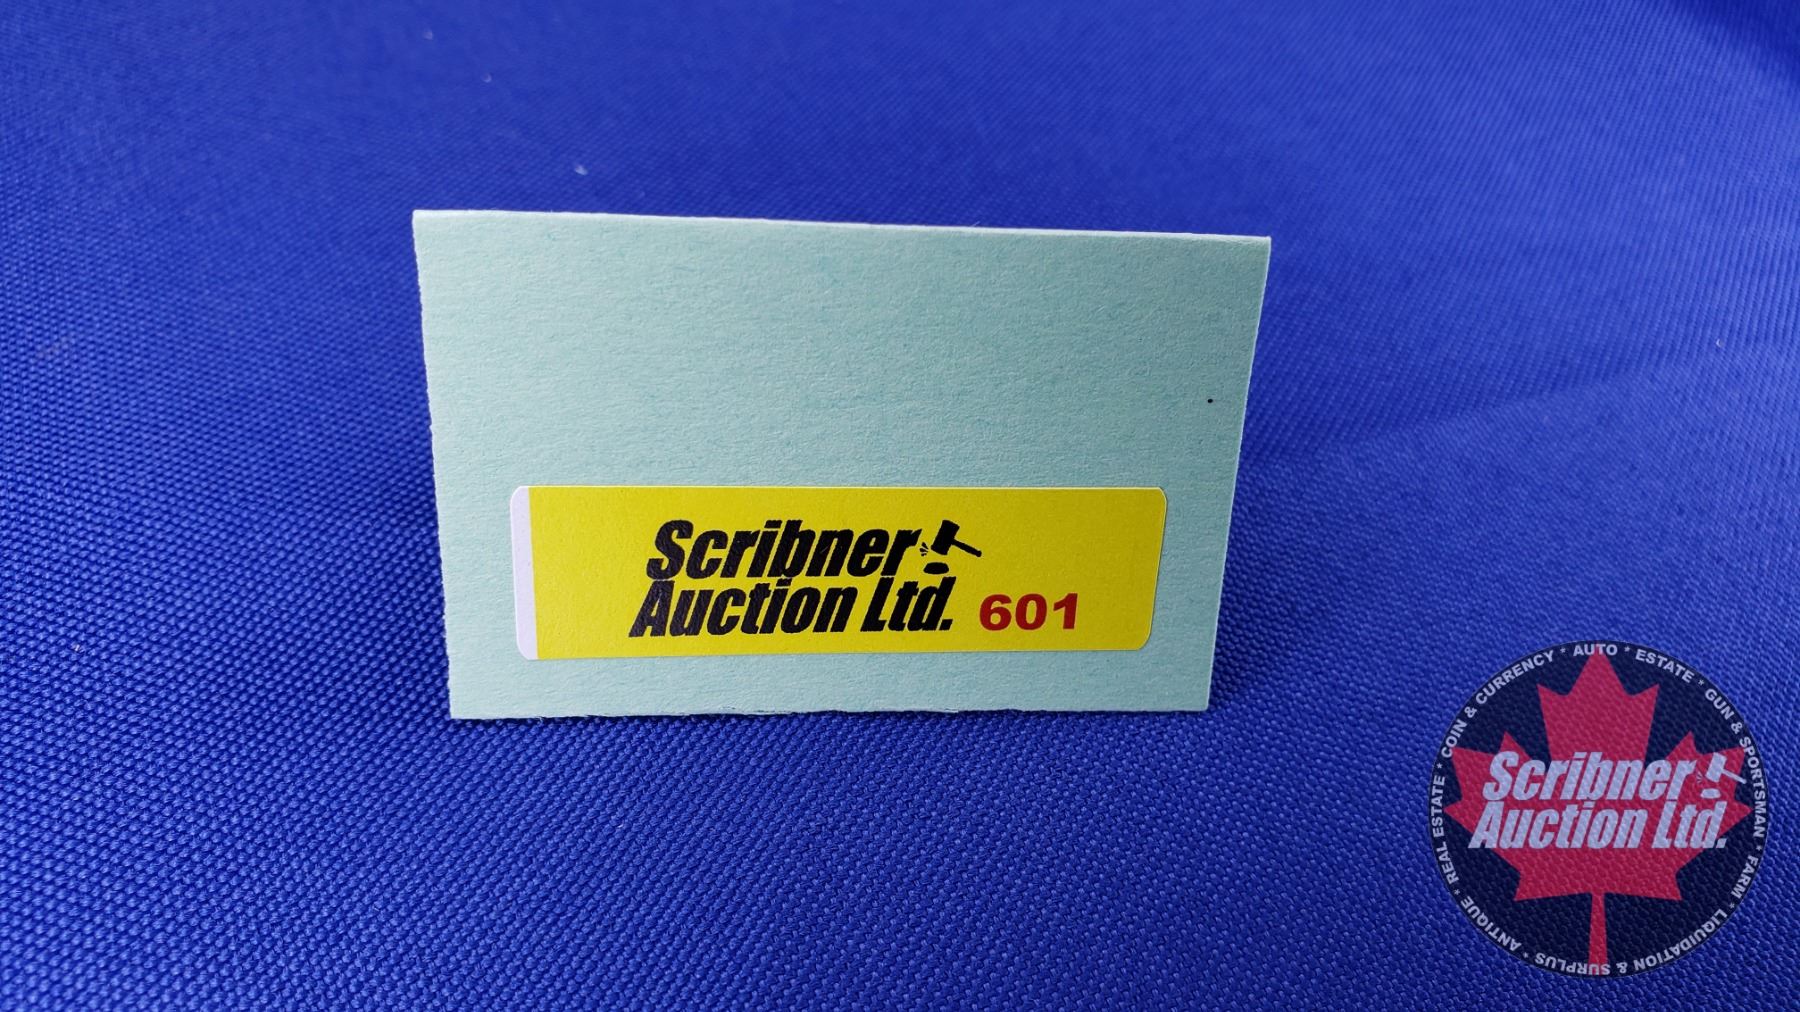 Scribner
Auction Ltd. 601
COIN & CURRENCY * AUTO * ESTATE * GUN & SPORTSMAN * FARM * LIQUIDATION & SURPLUS * ANTIQUE * REAL ESTATE *
Scribner
Auction Ltd.